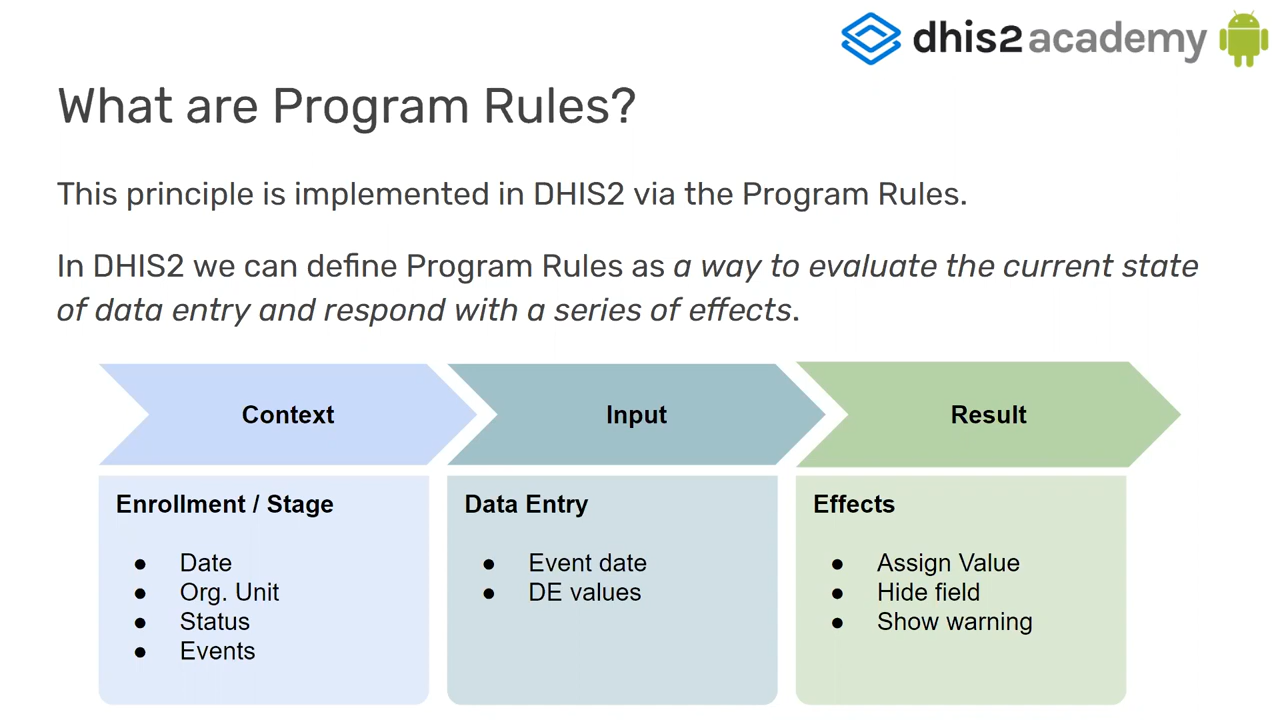 dhis2 academy
What are Program Rules?
This principle is implemented in DHIS2 via the Program Rules.
In DHIS2 we can define Program Rules as a way to evaluate the current state
of data entry and respond with a series of effects.
Context
Input
Result
Enrollment / Stage
● Date
● Org. Unit
● Status
● Events
Data Entry
● Event date
● DE values
Effects
● Assign Value
● Hide field
● Show warning